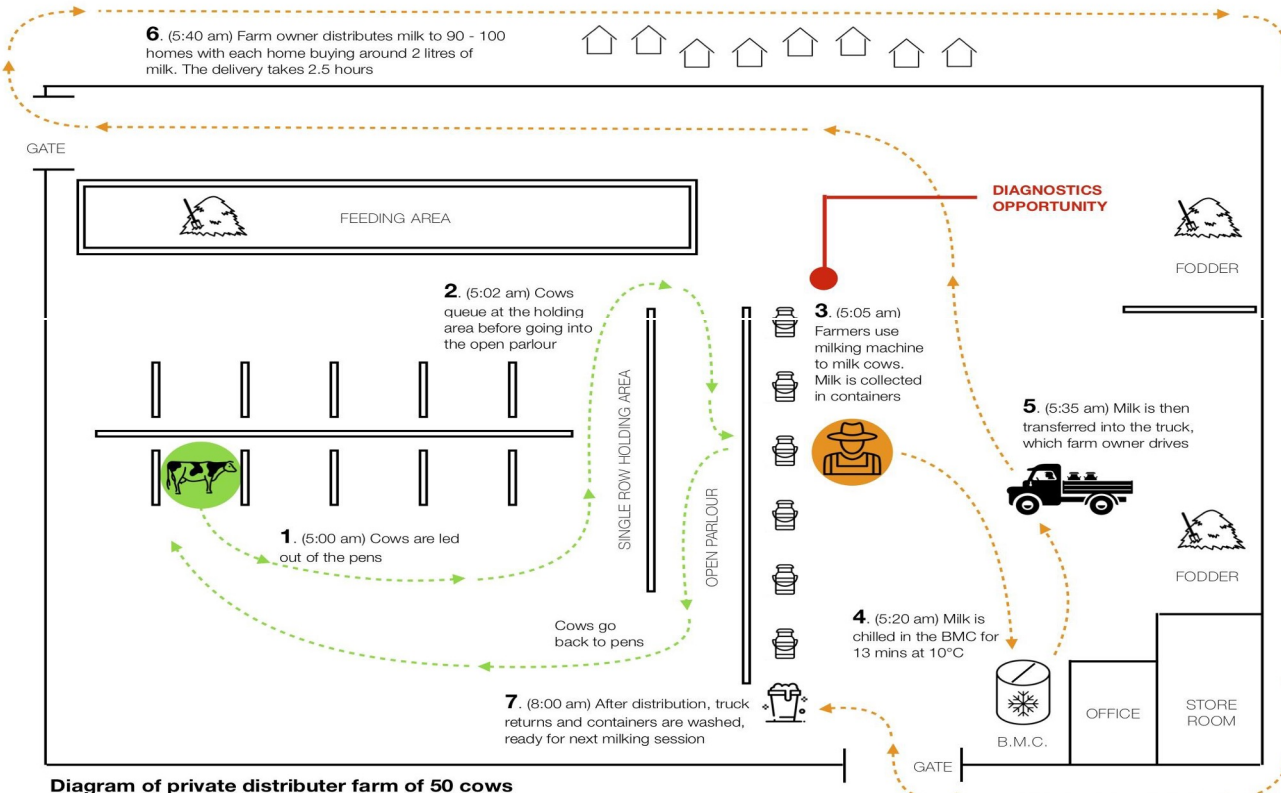 6. (5:40 am) Farm owner distributes milk to 90 - 100
homes with each home buying around 2 litres of
milk. The delivery takes 2.5 hours
GATE
FEEDING AREA
DIAGNOSTICS
OPPORTUNITY
FODDER
2. (5:02 am) Cows
queue at the holding
area before going into
the open parlour
3. (5:05 am)
Farmers use
milking machine
to milk cows.
Milk is collected
in containers
SINGLE ROW HOLDING AREA
OPEN PARLOUR
5. (5:35 am) Milk is then
transferred into the truck,
which farm owner drives
1. (5:00 am) Cows are led
out of the pens
FODDER
Cows go
back to pens
4. (5:20 am) Milk is
chilled in the BMC for
13 mins at 10°C
7. (8:00 am) After distribution, truck
returns and containers are washed,
ready for next milking session
B.M.C.
OFFICE
STORE
ROOM
GATE
Diagram of private distributer farm of 50 cows